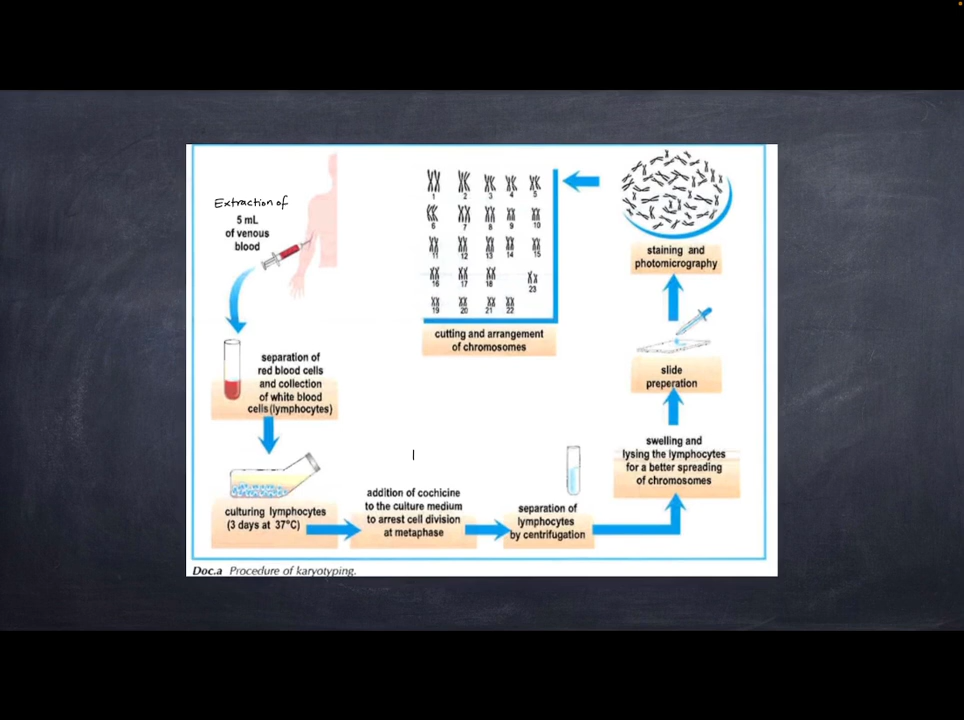 Extraction of
5 mL
of venous
blood
separation of
red blood cells
and collection
of white blood
cells (lymphocytes)
culturing lymphocytes
(3 days at 37°C)
addition of cochicine
to the culture medium
to arrest cell division
at metaphase
separation of
lymphocytes
by centrifugation
swelling and
lysing the lymphocytes
for a better spreading
of chromosomes
slide
preperation
staining and
photomicrography
1 2 3 4 5
6 7 8 9 10
11 12 13 14 15
16 17 18 23
19 20 21 22
cutting and arrangement
of chromosomes
Doc.a Procedure of karyotyping.